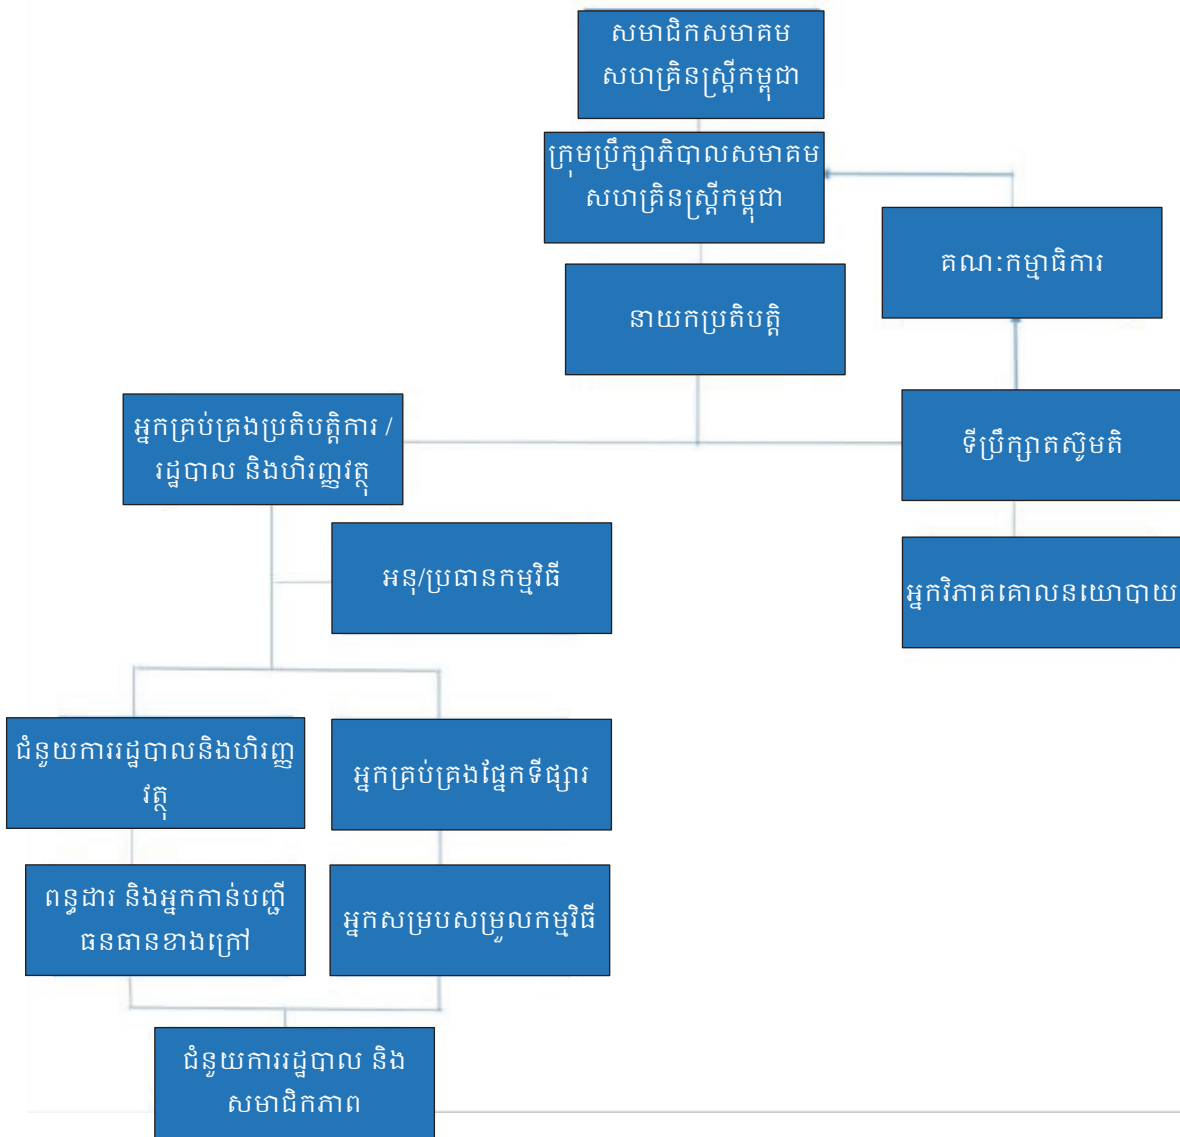 សមាជិកសមាគម
សហគ្រិនស្ត្រីកម្ពុជា
ក្រុមប្រឹក្សាភិបាលសមាគម
សហគ្រិនស្ត្រីកម្ពុជា
គណៈកម្មាធិការ
នាយកប្រតិបត្តិ
អ្នកគ្រប់គ្រងប្រតិបត្តិការ /
រដ្ឋបាល និងហិរញ្ញវត្ថុ
ទីប្រឹក្សាតស៊ូមតិ
អនុ/ប្រធានកម្មវិធី
អ្នកវិភាគគោលនយោបាយ
ជំនួយការរដ្ឋបាលនិងហិរញ្ញ
វត្ថុ
អ្នកគ្រប់គ្រងផ្នែកទីផ្សារ
ពន្ធដារ និងអ្នកកាន់បញ្ជី
ធនធានខាងក្រៅ
អ្នកសម្របសម្រួលកម្មវិធី
ជំនួយការរដ្ឋបាល និង
សមាជិកភាព